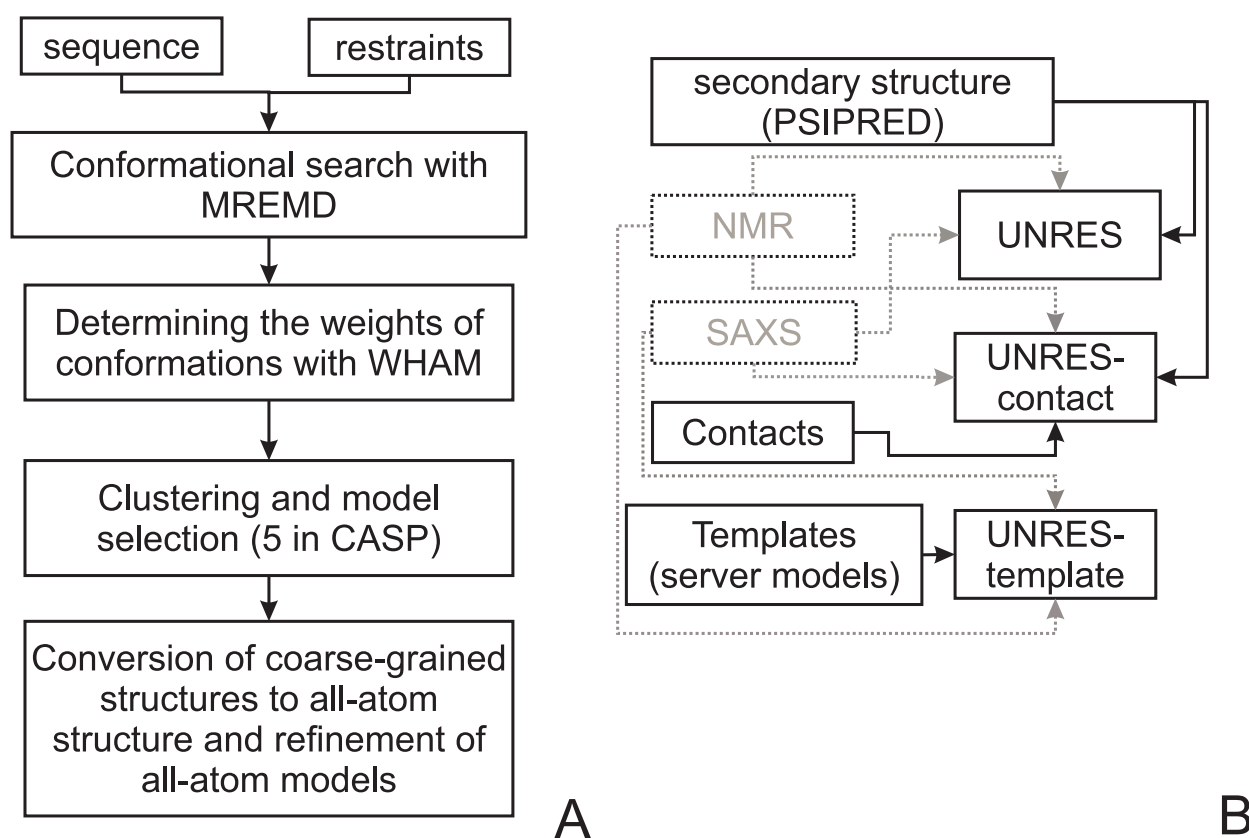 sequence
restraints
Conformational search with
MREMD
Determining the weights of
conformations with WHAM
Clustering and model
selection (5 in CASP)
Conversion of coarse-grained
structures to all-atom
structure and refinement of
all-atom models
A
secondary structure
(PSIPRED)
NMR
UNRES
SAXS
UNRES-
contact
Contacts
Templates
(server models)
UNRES-
template
B